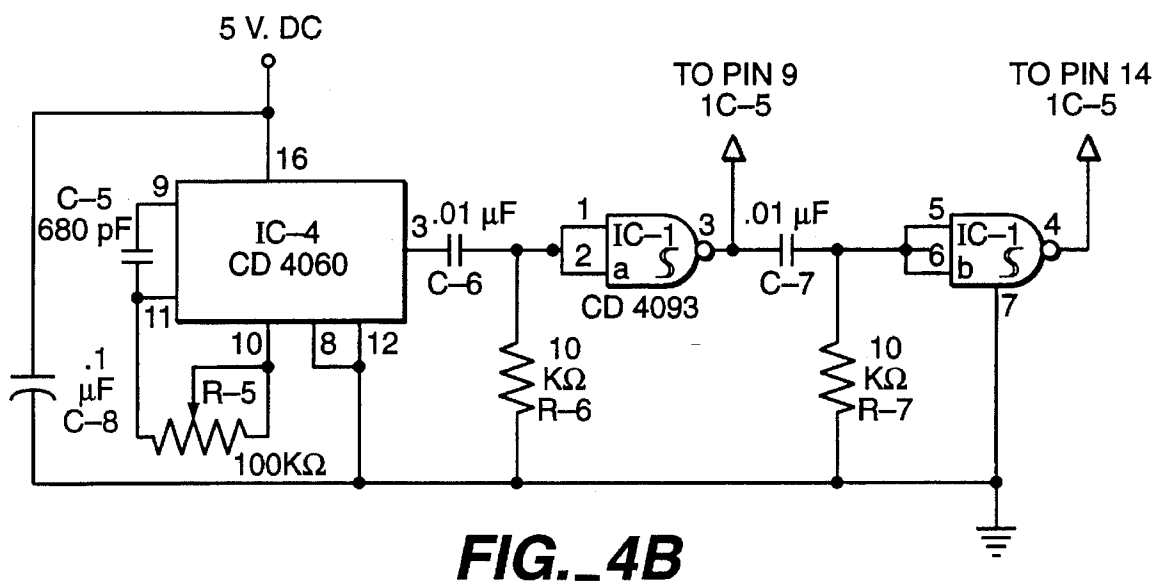 5 V. DC
TO PIN 9
1C–5
TO PIN 14
1C–5
16
C–5
680 pF
9
IC–4
CD 4060
3
.01 µF
C–6
1
2
IC–1
a
3
CD 4093
.01 µF
C–7
5
6
IC–1
b
4
7
11
10
8
12
.1
µF
C–8
R–5
100KΩ
10
KΩ
R–6
10
KΩ
R–7
FIG._4B